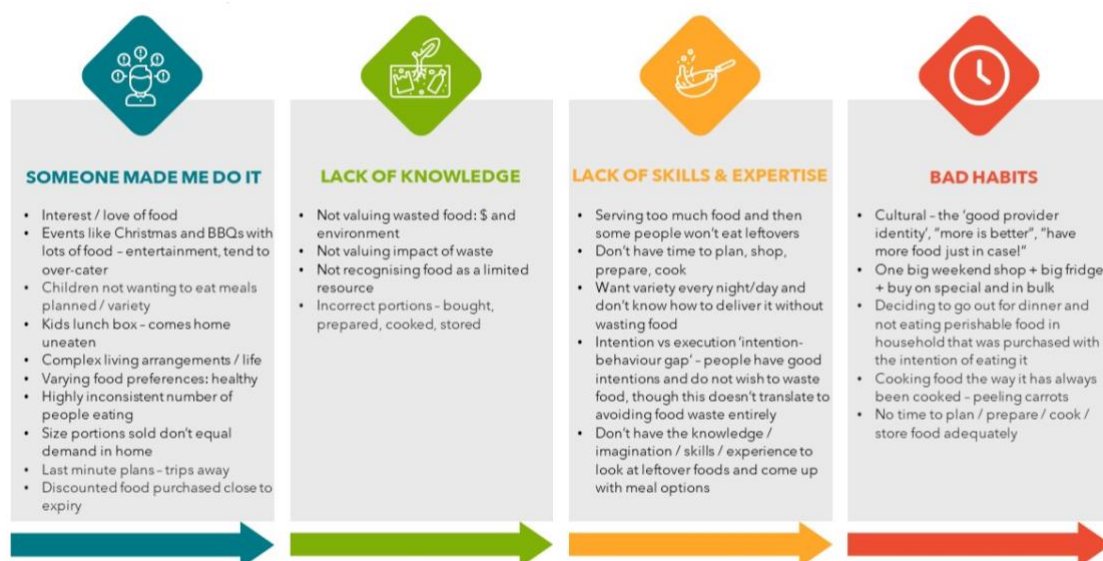 SOMEONE MADE ME DO IT
• Interest / love of food
• Events like Christmas and BBQs with
lots of food – entertainment, tend to
over-cater
• Children not wanting to eat meals
planned / variety
• Kids lunch box – comes home
uneaten
• Complex living arrangements / life
• Varying food preferences: healthy
• Highly inconsistent number of
people eating
• Size portions sold don't equal
demand in home
• Last minute plans – trips away
• Discounted food purchased close to
expiry
LACK OF KNOWLEDGE
• Not valuing wasted food: $ and
environment
• Not valuing impact of waste
• Not recognising food as a limited
resource
• Incorrect portions – bought,
prepared, cooked, stored
LACK OF SKILLS & EXPERTISE
• Serving too much food and then
some people won't eat leftovers
• Don't have time to plan, shop,
prepare, cook
• Want variety every night/day and
don't know how to deliver it without
wasting food
• Intention vs execution 'intention-
behaviour gap' – people have good
intentions and do not wish to waste
food, though this doesn't translate to
avoiding food waste entirely
• Don't have the knowledge /
imagination / skills / experience to
look at leftover foods and come up
with meal options
BAD HABITS
• Cultural – the 'good provider
identity', "more is better", "have
more food just in case!"
• One big weekend shop + big fridge
+ buy on special and in bulk
• Deciding to go out for dinner and
not eating perishable food in
household that was purchased with
the intention of eating it
• Cooking food the way it has always
been cooked – peeling carrots
• No time to plan / prepare / cook /
store food adequately